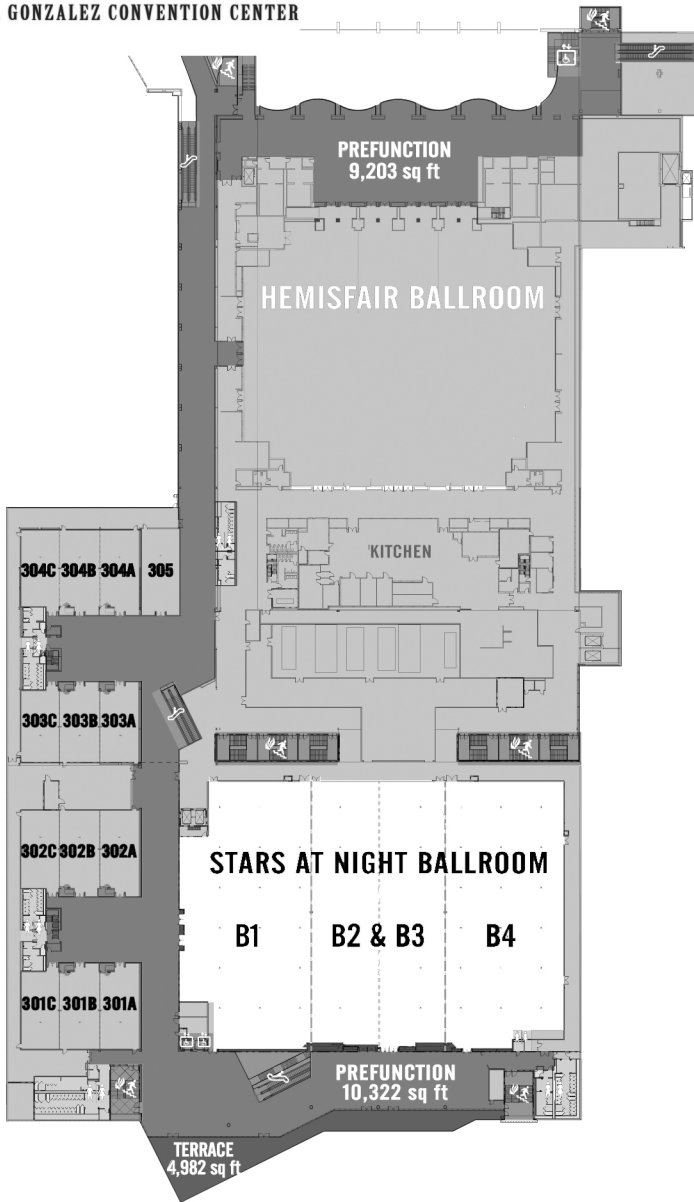 GONZALEZ CONVENTION CENTER
PREFUNCTION
9,203 sq ft
HEMISFAIR BALLROOM
KITCHEN
304C 304B 304A 305
303C 303B 303A
302C 302B 302A
STARS AT NIGHT BALLROOM
B1 B2 & B3 B4
301C 301B 301A
PREFUNCTION
10,322 sq ft
TERRACE
4,982 sq ft